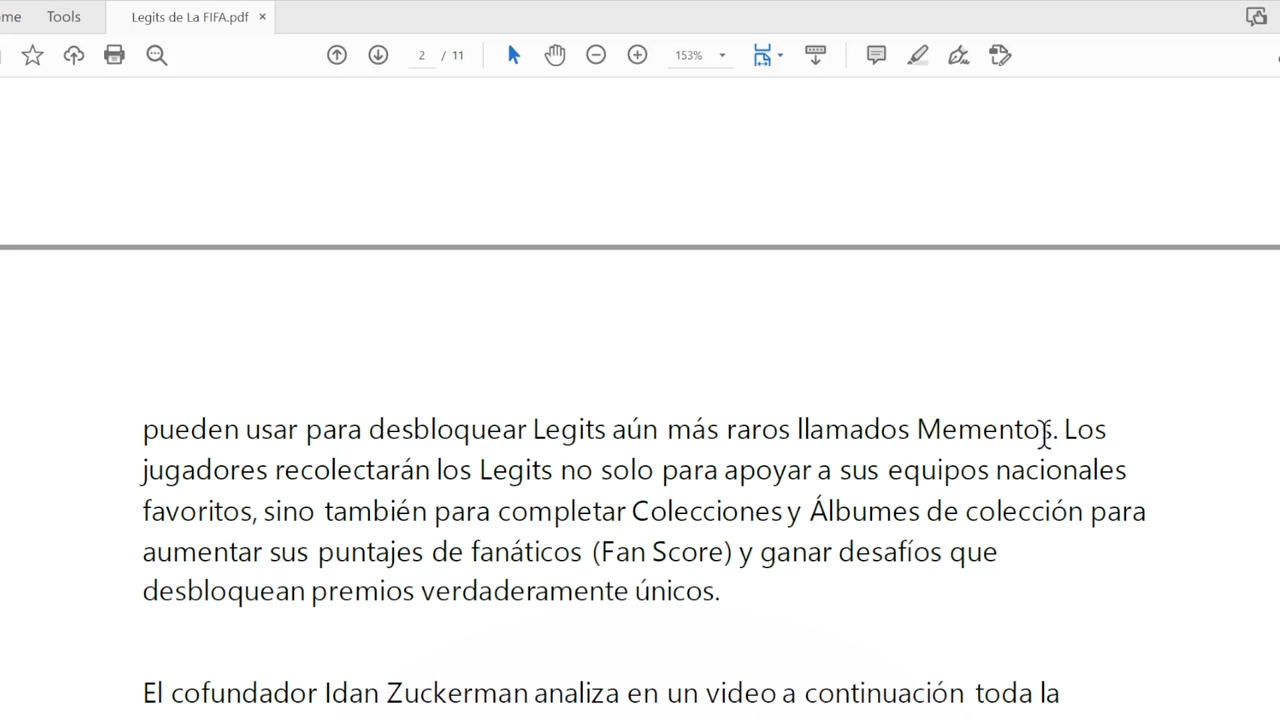 ome Tools Legits de La FIFA.pdf ×
2 / 11 153%
pueden usar para desbloquear Legits aún más raros llamados Mementos. Los
jugadores recolectarán los Legits no solo para apoyar a sus equipos nacionales
favoritos, sino también para completar Colecciones y Álbumes de colección para
aumentar sus puntajes de fanáticos (Fan Score) y ganar desafíos que
desbloquean premios verdaderamente únicos.
El cofundador Idan Zuckerman analiza en un video a continuación toda la